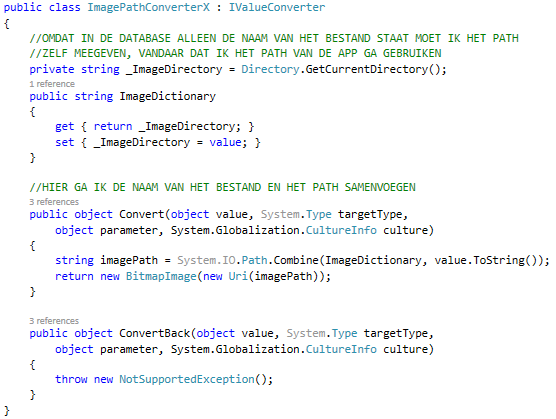 public class ImagePathConverterX : IValueConverter
{
    //OMDAT IN DE DATABASE ALLEEN DE NAAM VAN HET BESTAND STAAT MOET IK HET PATH
    //ZELF MEEGEVEN, VANDAAR DAT IK HET PATH VAN DE APP GA GEBRUIKEN
    private string _ImageDirectory = Directory.GetCurrentDirectory();
    1 reference
    public string ImageDictionary
    {
        get { return _ImageDirectory; }
        set { _ImageDirectory = value; }
    }

    //HIER GA IK DE NAAM VAN HET BESTAND EN HET PATH SAMENVOEGEN
    3 references
    public object Convert(object value, System.Type targetType,
        object parameter, System.Globalization.CultureInfo culture)
    {
        string imagePath = System.IO.Path.Combine(ImageDictionary, value.ToString());
        return new BitmapImage(new Uri(imagePath));
    }

    3 references
    public object ConvertBack(object value, System.Type targetType,
        object parameter, System.Globalization.CultureInfo culture)
    {
        throw new NotSupportedException();
    }
}